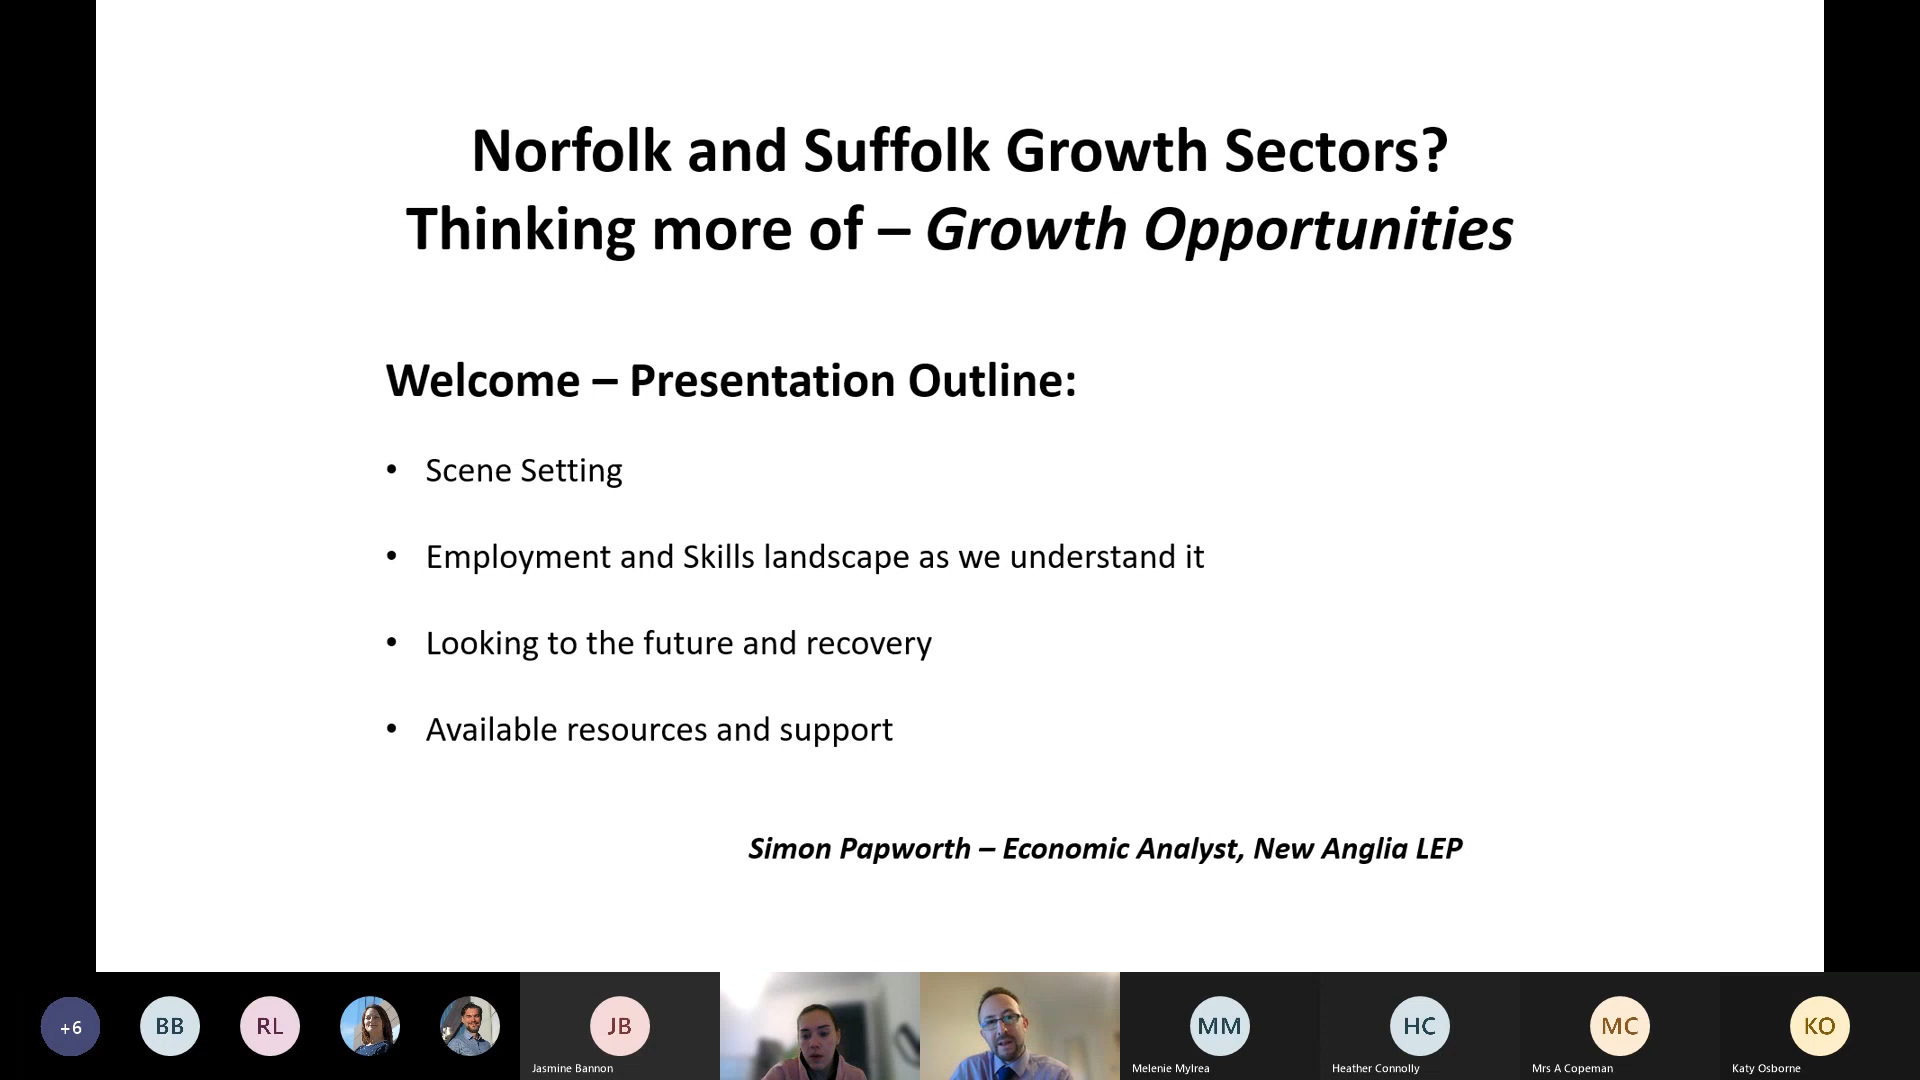 Norfolk and Suffolk Growth Sectors?
Thinking more of – Growth Opportunities
Welcome – Presentation Outline:
• Scene Setting
• Employment and Skills landscape as we understand it
• Looking to the future and recovery
• Available resources and support
Simon Papworth – Economic Analyst, New Anglia LEP
+6
BB
RL
JB
Jasmine Bannon
MM
Melenie Mylrea
HC
Heather Connolly
MC
Mrs A Copeman
KO
Katy Osborne